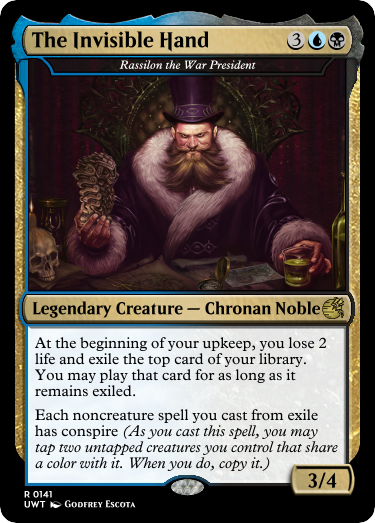 The Invisible Hand 3
Rassilon the War President
Legendary Creature — Chronan Noble
At the beginning of your upkeep, you lose 2
life and exile the top card of your library.
You may play that card for as long as it
remains exiled.
Each noncreature spell you cast from exile
has conspire (As you cast this spell, you may
tap two untapped creatures you control that share
a color with it. When you do, copy it.)
3/4
R 0141
UWT Godfrey Escota